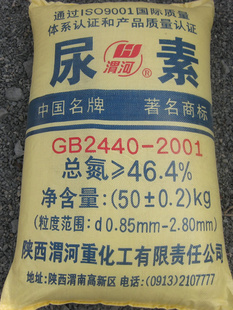 通过ISO9001国际质量
体系认证和产品质量认证
尿 渭河 ® 素
中国名牌 著名商标
GB2440-2001
总氮≥46.4%
净含量:(50±0.2)kg
(粒度范围:d0.85mm-2.80mm)
陕西渭河重化工有限责任公司
地址:陕西渭南高新区 电话:(0913)2107777